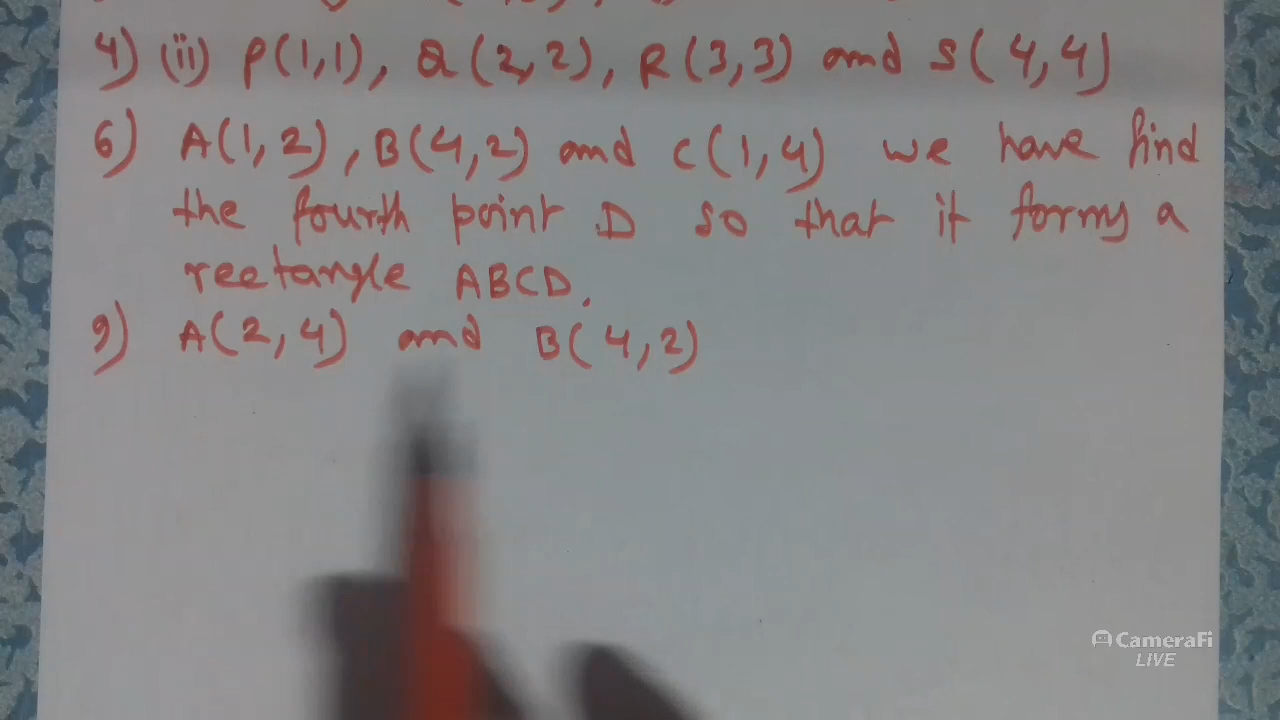 4) (ii) P(1,1), Q(2,2), R(3,3) and S(4,4)
6) A(1,2), B(4,2) and C(1,4) we have find
the fourth point D so that it forms a
rectangle ABCD.
9) A(2,4) and B(4,2)
CameraFi
LIVE